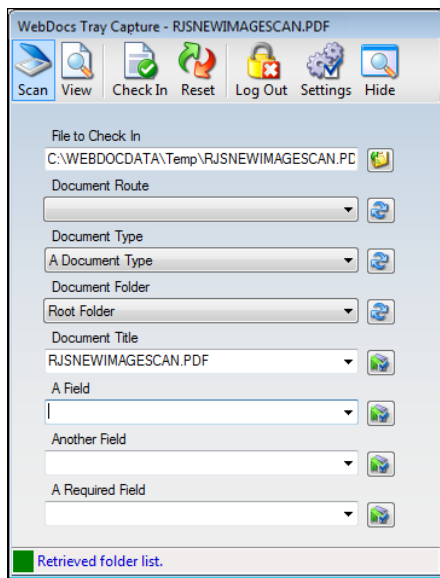 WebDocs Tray Capture - RJSNEWIMAGESCAN.PDF
Scan View Check In Reset Log Out Settings Hide
File to Check In
C:\WEBDOCDATA\Temp\RJSNEWIMAGESCAN.PD
Document Route
Document Type
A Document Type
Document Folder
Root Folder
Document Title
RJSNEWIMAGESCAN.PDF
A Field
Another Field
A Required Field
Retrieved folder list.